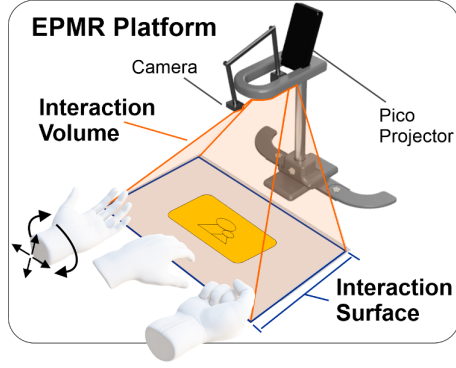 EPMR Platform
Camera
Interaction
Volume
Pico
Projector
Interaction
Surface